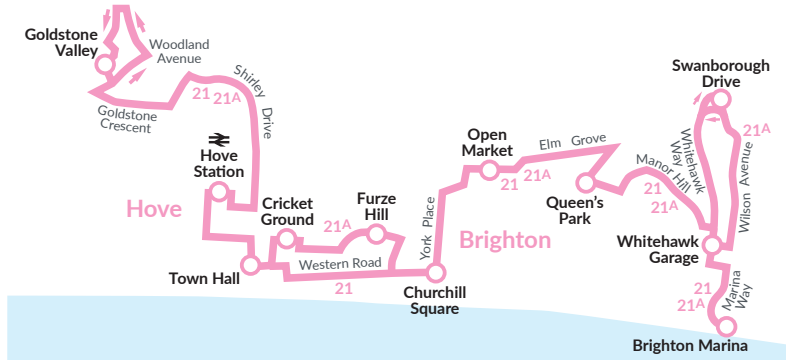 Goldstone
Valley
Woodland
Avenue
Goldstone
Crescent
21 21A
Shirley Drive
Hove
Station
Hove
Cricket
Ground
21A
Furze
Hill
Town Hall
Western Road
21
Churchill
Square
York Place
Brighton
Open
Market
21 21A
Elm Grove
Queen's
Park
Manor Hill
21
21A
Swanborough
Drive
21A
Whitehawk
Way
Wilson Avenue
Whitehawk
Garage
21
21A
Marina
Way
Brighton Marina